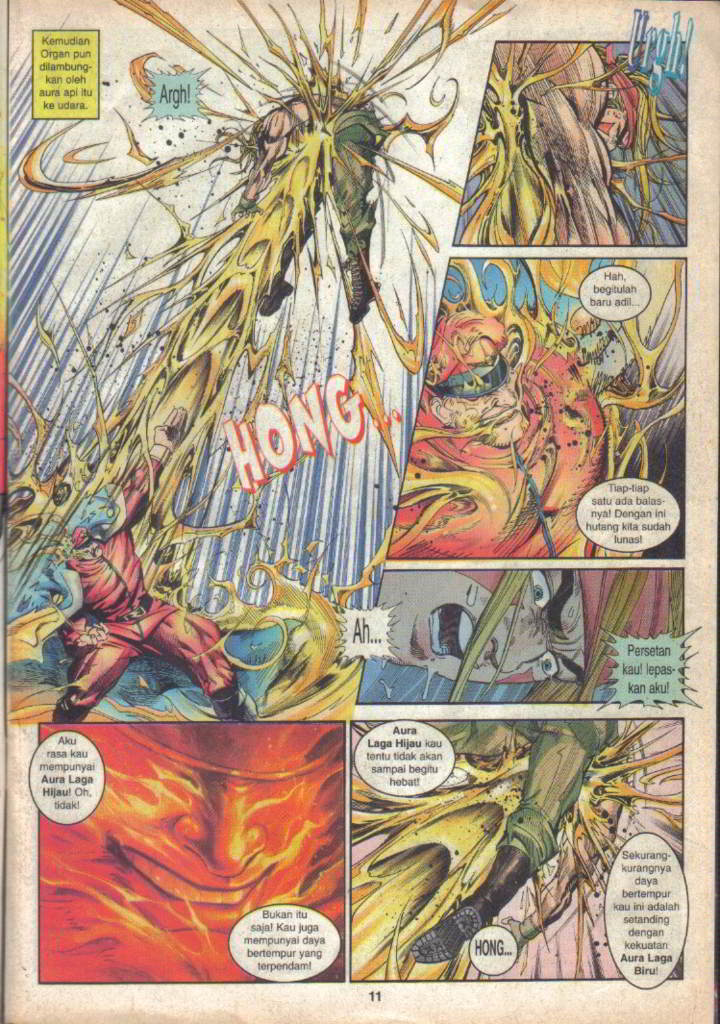 Kemudian
Organ pun
dilambung-
kan oleh
aura api itu
ke udara.
Argh!
Urgh!
HONG...
Hah,
begitulah
baru adil...
Tiap-tiap
satu ada balas-
nya! Dengan ini
hutang kita sudah
lunas!
Ah...
Persetan
kau! lepas-
kan aku!
Aku
rasa kau
mempunyai
Aura Laga
Hijau! Oh,
tidak!
Bukan itu
saja! Kau juga
mempunyai daya
bertempur yang
terpendam!
Aura
Laga Hijau kau
tentu tidak akan
sampai begitu
hebat!
HONG...
Sekurang-
kurangnya
daya
bertempur
kau ini adalah
setanding
dengan
kekuatan
Aura Laga
Biru!
11